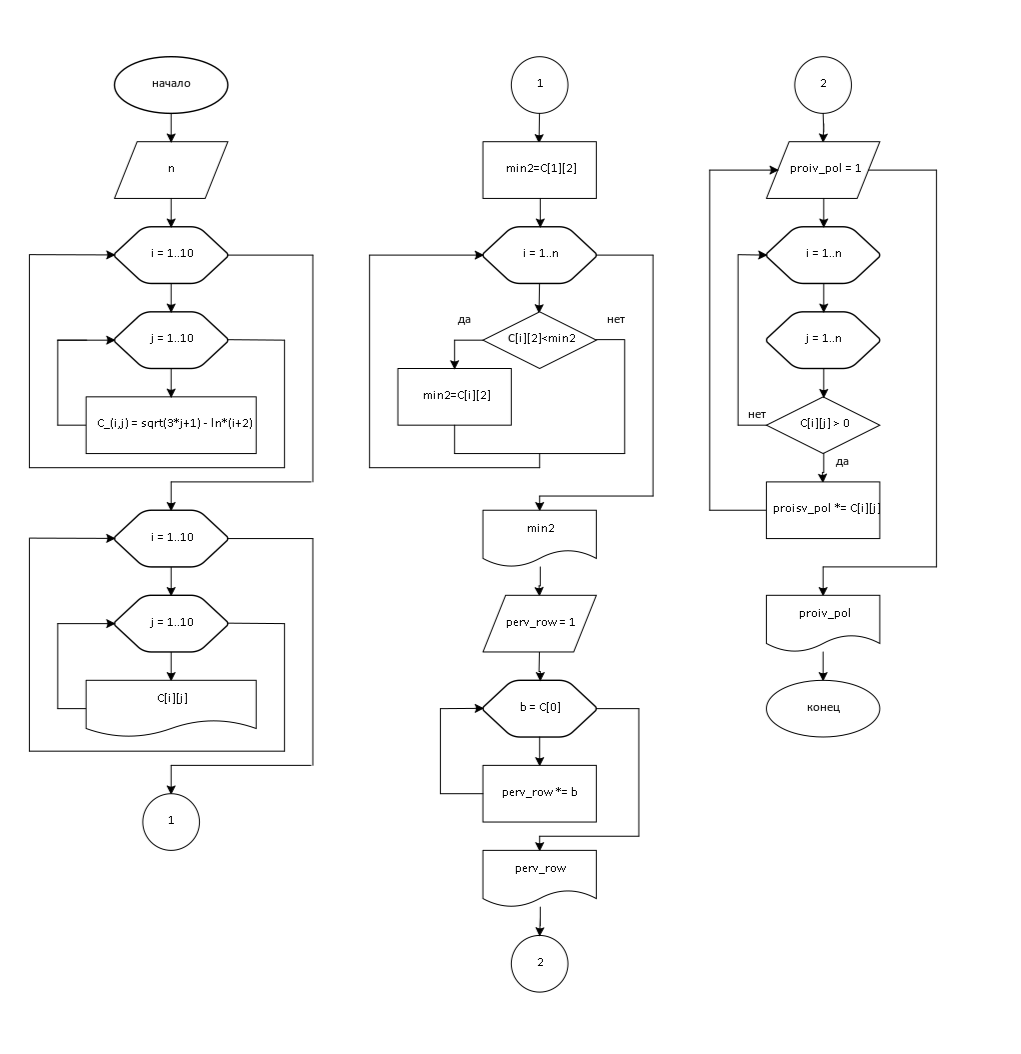 начало
n
i = 1..10
j = 1..10
C_(i,j) = sqrt(3*j+1) - ln*(i+2)
i = 1..10
j = 1..10
C[i][j]
1
1
min2=C[1][2]
i = 1..n
да
нет
C[i][2]<min2
min2=C[i][2]
min2
perv_row = 1
b = C[0]
perv_row *= b
perv_row
2
2
proiv_pol = 1
i = 1..n
j = 1..n
нет
C[i][j] > 0
да
proisv_pol *= C[i][j]
proiv_pol
конец